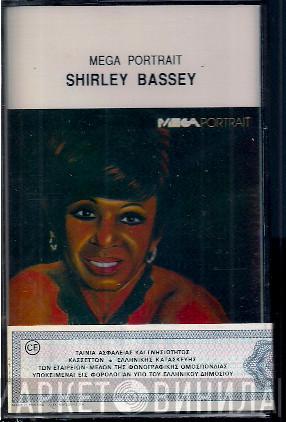 MEGA PORTRAIT
SHIRLEY BASSEY
MEGA PORTRAIT
CE
ΤΑΙΝΙΑ ΑΣΦΑΛΕΙΑΣ ΚΑΙ ΓΝΗΣΙΟΤΗΤΟΣ
ΚΑΣΣΕΤΤΩΝ • ΕΛΛΗΝΙΚΗΣ ΚΑΤΑΣΚΕΥΗΣ
ΤΩΝ ΕΤΑΙΡΕΙΩΝ-ΜΕΛΩΝ ΤΗΣ ΦΩΝΟΓΡΑΦΙΚΗΣ ΟΜΟΣΠΟΝΔΙΑΣ
ΥΠΟΚΕΙΜΕΝΑΙ ΕΙΣ ΦΟΡΟΛΟΓΙΑΝ ΥΠΟ ΤΟΥ ΕΛΛΗΝΙΚΟΥ ΔΗΜΟΣΙΟΥ